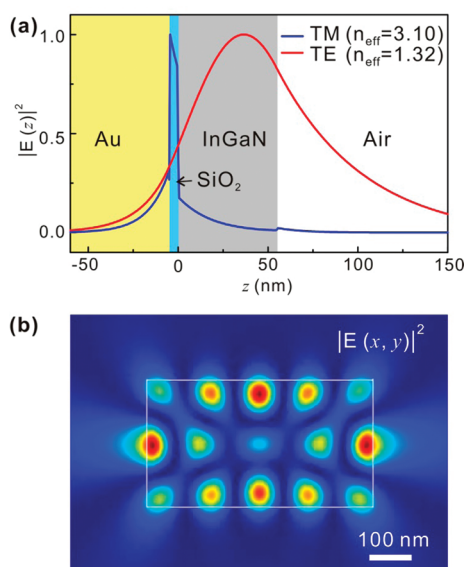 (a)
TM (n_eff=3.10)
TE (n_eff=1.32)
|E(z)|²
1.0
0.5
0.0
Au
InGaN
Air
SiO₂
-50
0
50
100
150
z (nm)
(b)
|E (x, y)|²
100 nm